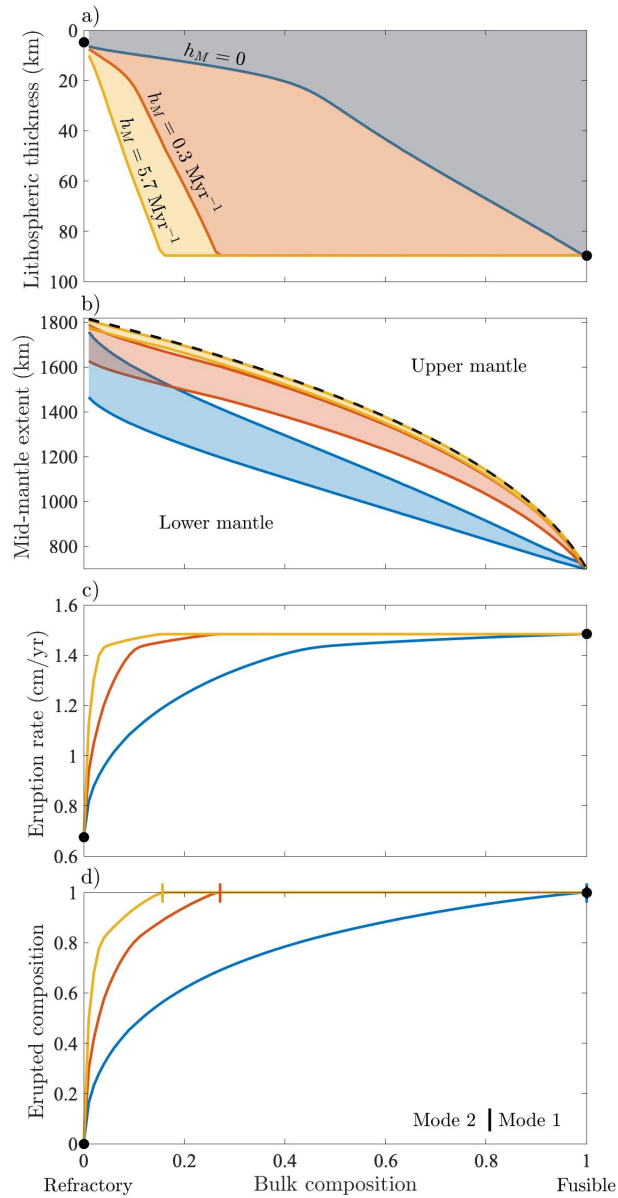 a)
0
20
40
60
80
100
Lithospheric thickness (km)
h_M = 0
h_M = 0.3 Myr⁻¹
h_M = 5.7 Myr⁻¹
b)
1800
1600
1400
1200
1000
800
Mid-mantle extent (km)
Upper mantle
Lower mantle
c)
1.6
1.4
1.2
1
0.8
0.6
Eruption rate (cm/yr)
d)
1
0.8
0.6
0.4
0.2
0
Erupted composition
Mode 2 | Mode 1
0 0.2 0.4 0.6 0.8 1
Refractory Bulk composition Fusible